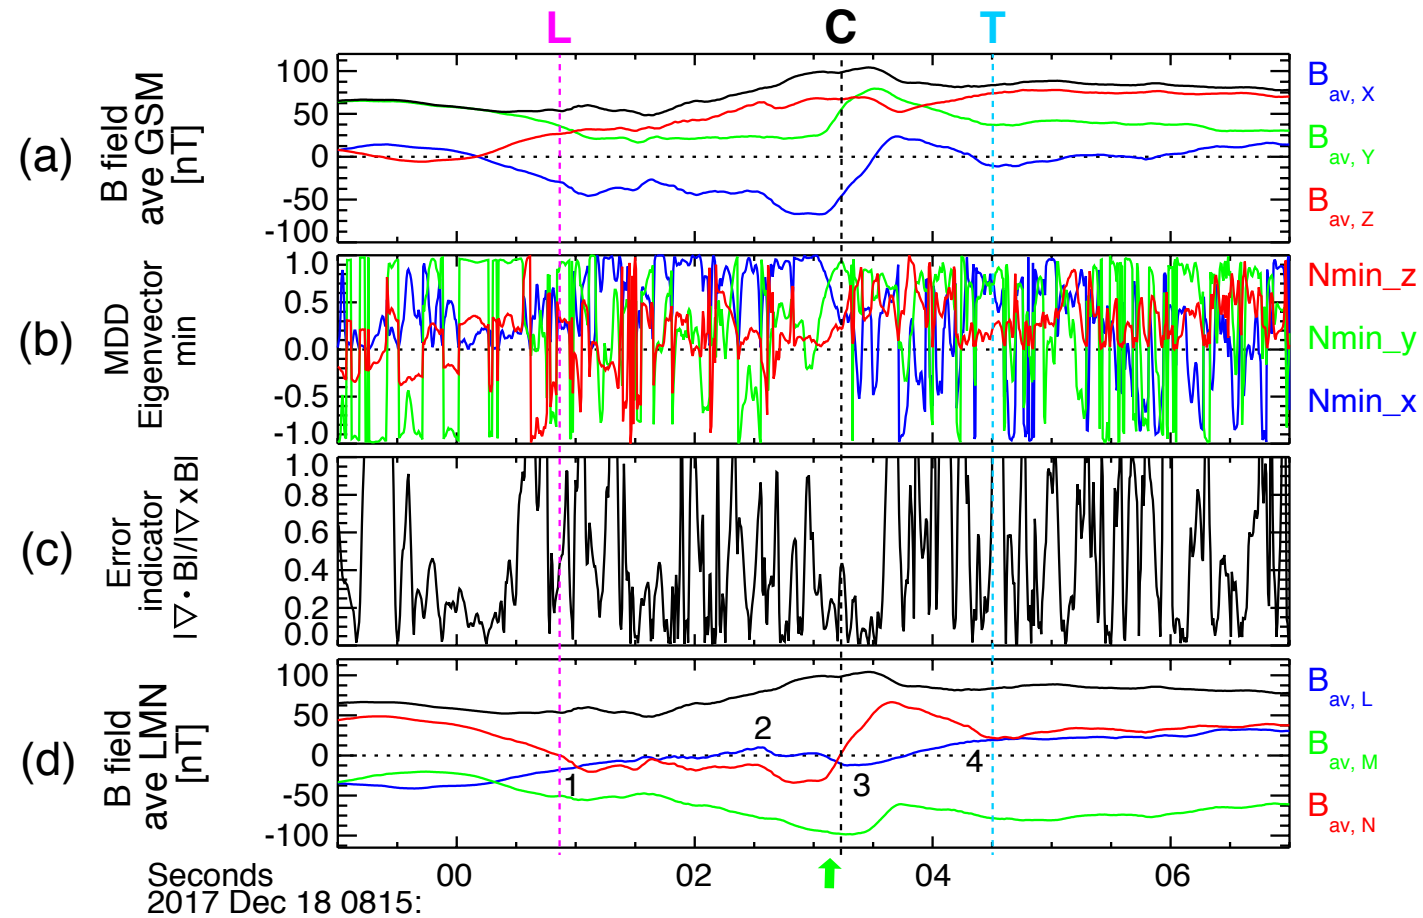 L C T
(a)
B field
ave GSM
[nT]
100
50
0
-50
-100
B av, X
B av, Y
B av, Z
(b)
MDD
Eigenvector
min
1.0
0.5
0.0
-0.5
-1.0
Nmin_z
Nmin_y
Nmin_x
(c)
Error
indicator
|∇•B|/|∇xB|
1.0
0.8
0.6
0.4
0.2
0.0
(d)
B field
ave LMN
[nT]
100
50
0
-50
-100
1
2
3
4
B av, L
B av, M
B av, N
Seconds 00 02 04 06
2017 Dec 18 0815: